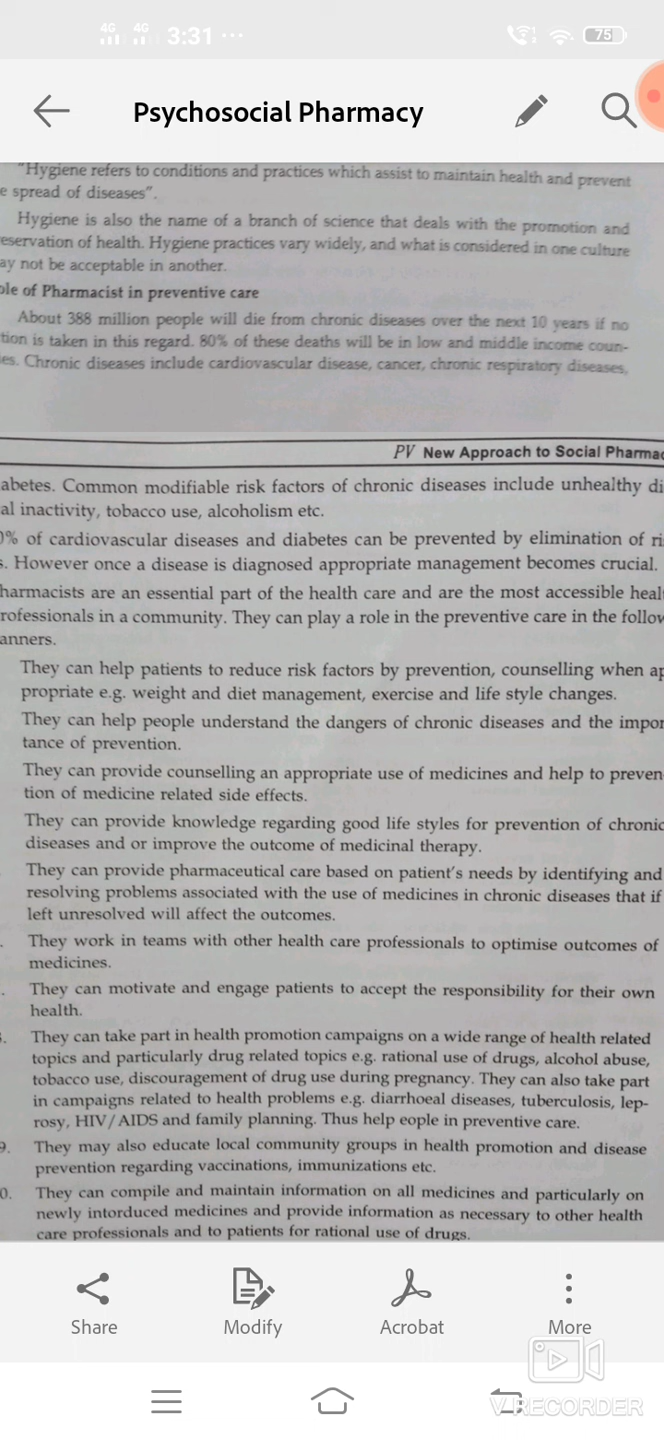 4G 4G 3:31 ... 75
Psychosocial Pharmacy
"Hygiene refers to conditions and practices which assist to maintain health and prevent
e spread of diseases".
Hygiene is also the name of a branch of science that deals with the promotion and
eservation of health. Hygiene practices vary widely, and what is considered in one culture
ay not be acceptable in another.
ole of Pharmacist in preventive care
About 388 million people will die from chronic diseases over the next 10 years if no
tion is taken in this regard. 80% of these deaths will be in low and middle income coun-
es. Chronic diseases include cardiovascular disease, cancer, chronic respiratory diseases,
PV New Approach to Social Pharmac
abetes. Common modifiable risk factors of chronic diseases include unhealthy di
al inactivity, tobacco use, alcoholism etc.
0% of cardiovascular diseases and diabetes can be prevented by elimination of ri
s. However once a disease is diagnosed appropriate management becomes crucial.
harmacists are an essential part of the health care and are the most accessible heal
rofessionals in a community. They can play a role in the preventive care in the follow
anners.
They can help patients to reduce risk factors by prevention, counselling when ap
propriate e.g. weight and diet management, exercise and life style changes.
They can help people understand the dangers of chronic diseases and the impor
tance of prevention.
They can provide counselling an appropriate use of medicines and help to preven-
tion of medicine related side effects.
They can provide knowledge regarding good life styles for prevention of chronic
diseases and or improve the outcome of medicinal therapy.
They can provide pharmaceutical care based on patient's needs by identifying and
resolving problems associated with the use of medicines in chronic diseases that if
left unresolved will affect the outcomes.
. They work in teams with other health care professionals to optimise outcomes of
medicines.
. They can motivate and engage patients to accept the responsibility for their own
health.
. They can take part in health promotion campaigns on a wide range of health related
topics and particularly drug related topics e.g. rational use of drugs, alcohol abuse,
tobacco use, discouragement of drug use during pregnancy. They can also take part
in campaigns related to health problems e.g. diarrhoeal diseases, tuberculosis, lep-
rosy, HIV/AIDS and family planning. Thus help eople in preventive care.
9. They may also educate local community groups in health promotion and disease
prevention regarding vaccinations, immunizations etc.
0. They can compile and maintain information on all medicines and particularly on
newly intorduced medicines and provide information as necessary to other health
care professionals and to patients for rational use of drugs.
Share Modify Acrobat More
V RECORDER